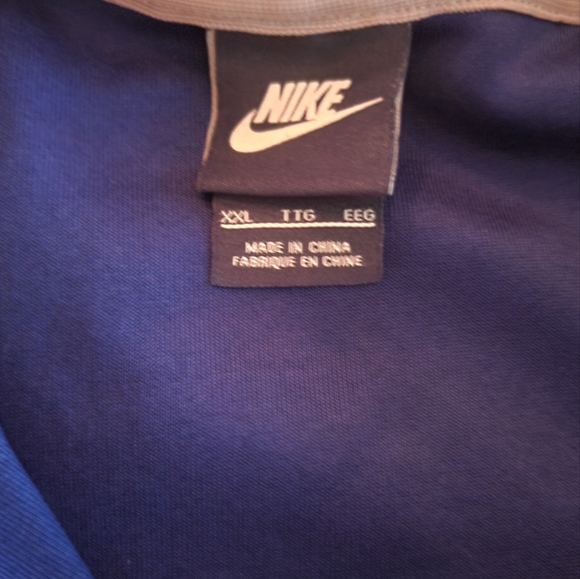 NIKE
XXL TTG EEG
MADE IN CHINA
FABRIQUE EN CHINE